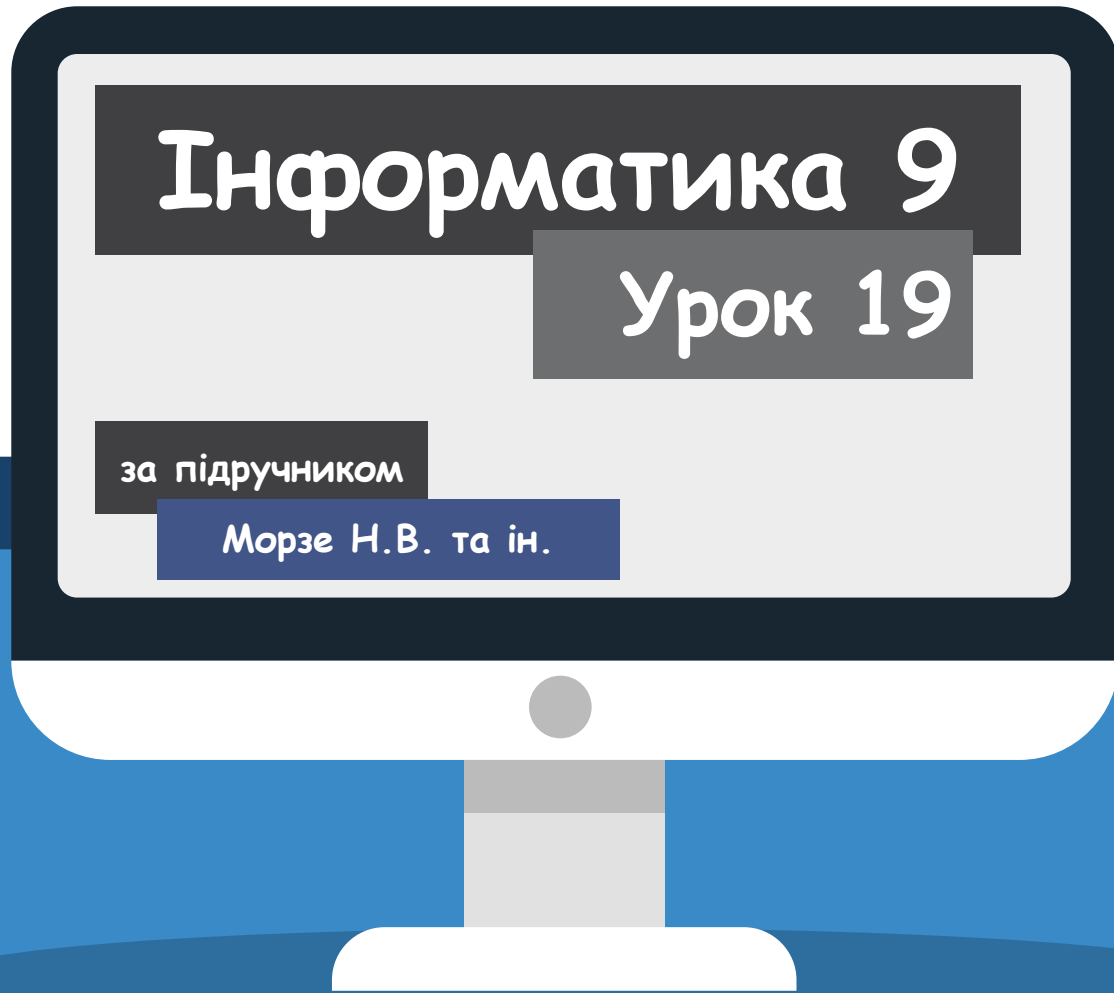 Інформатика 9
Урок 19
за підручником
Морзе Н.В. та ін.